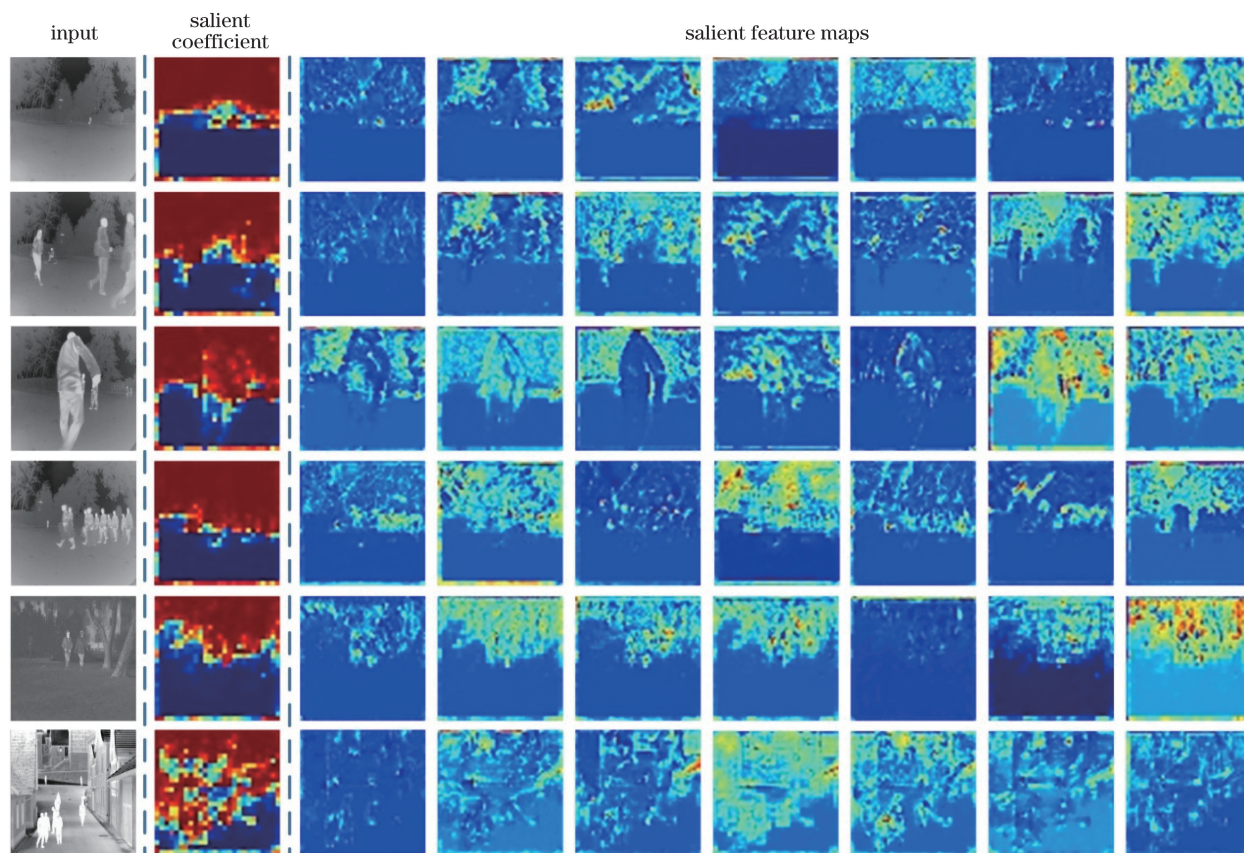 input
salient
coefficient
salient feature maps